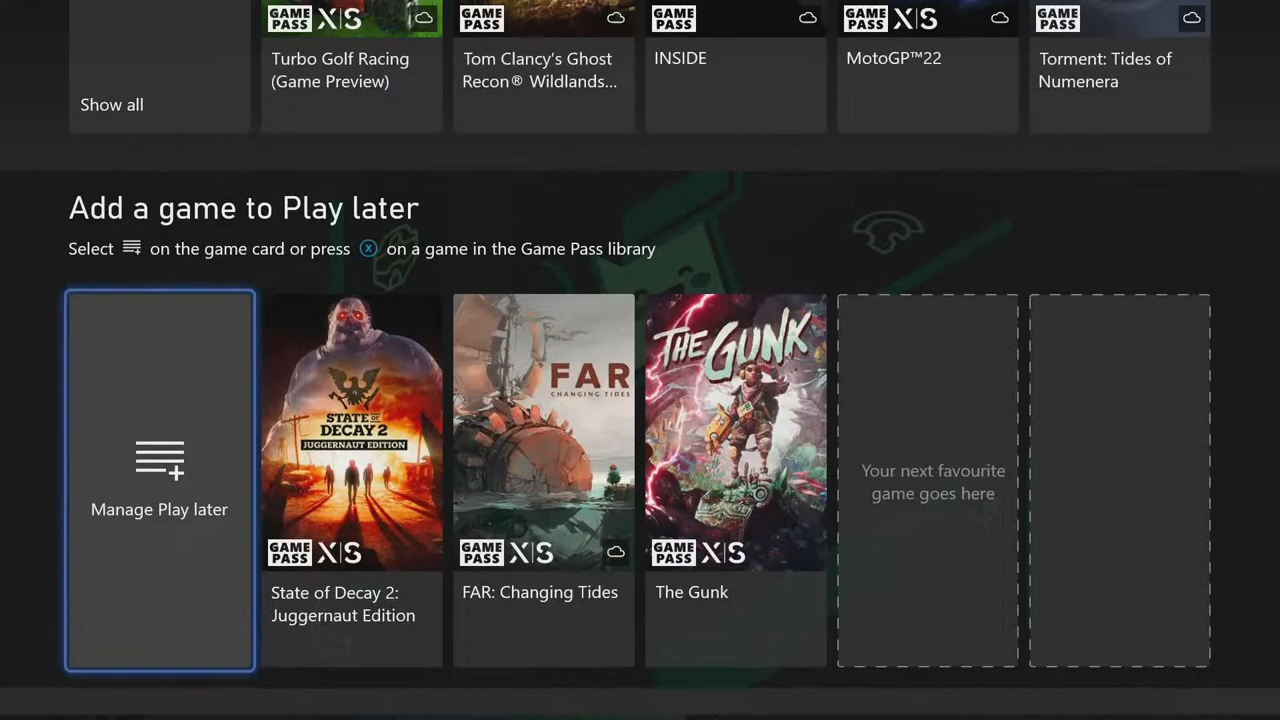 GAME PASS X|S
GAME PASS
GAME PASS
GAME PASS X|S
GAME PASS
Show all
Turbo Golf Racing
(Game Preview)
Tom Clancy's Ghost
Recon® Wildlands...
INSIDE
MotoGP™22
Torment: Tides of
Numenera
Add a game to Play later
Select on the game card or press X on a game in the Game Pass library
Manage Play later
STATE OF
DECAY 2
JUGGERNAUT EDITION
GAME PASS X|S
State of Decay 2:
Juggernaut Edition
FAR
CHANGING TIDES
GAME PASS X|S
FAR: Changing Tides
THE GUNK
GAME PASS X|S
The Gunk
Your next favourite
game goes here